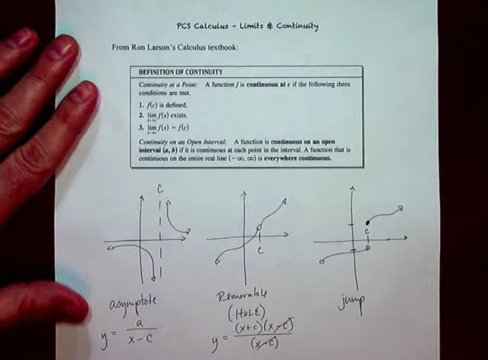 PCS Calculus - Limits & Continuity
From Ron Larson's Calculus textbook:
DEFINITION OF CONTINUITY
Continuity at a Point: A function f is continuous at c if the following three
conditions are met.
1. f(c) is defined.
2. lim f(x) exists.
x→c
3. lim f(x) = f(c)
x→c
Continuity on an Open Interval: A function is continuous on an open
interval (a, b) if it is continuous at each point in the interval. A function that is
continuous on the entire real line (−∞, ∞) is everywhere continuous.
C
C
C
asymptote
Removable
jump
(HOLE)
y = a / x-c
y = (x+c)(x-c) / (x-c)